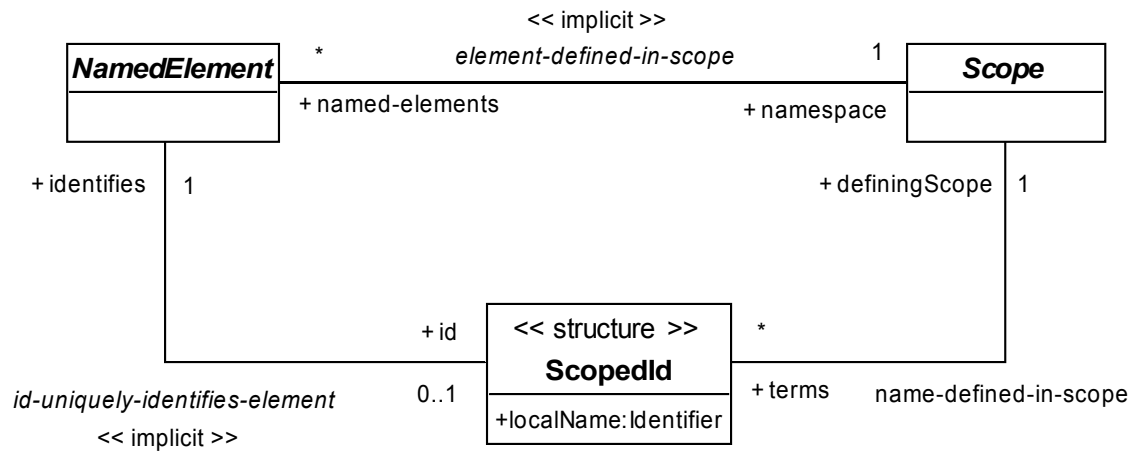 << implicit >>
NamedElement
*
element-defined-in-scope
1
Scope
+ named-elements
+ namespace
+ identifies
1
+ definingScope
1
+ id
<< structure >>
*
ScopedId
0..1
+ terms
id-uniquely-identifies-element
name-defined-in-scope
+localName:Identifier
<< implicit >>